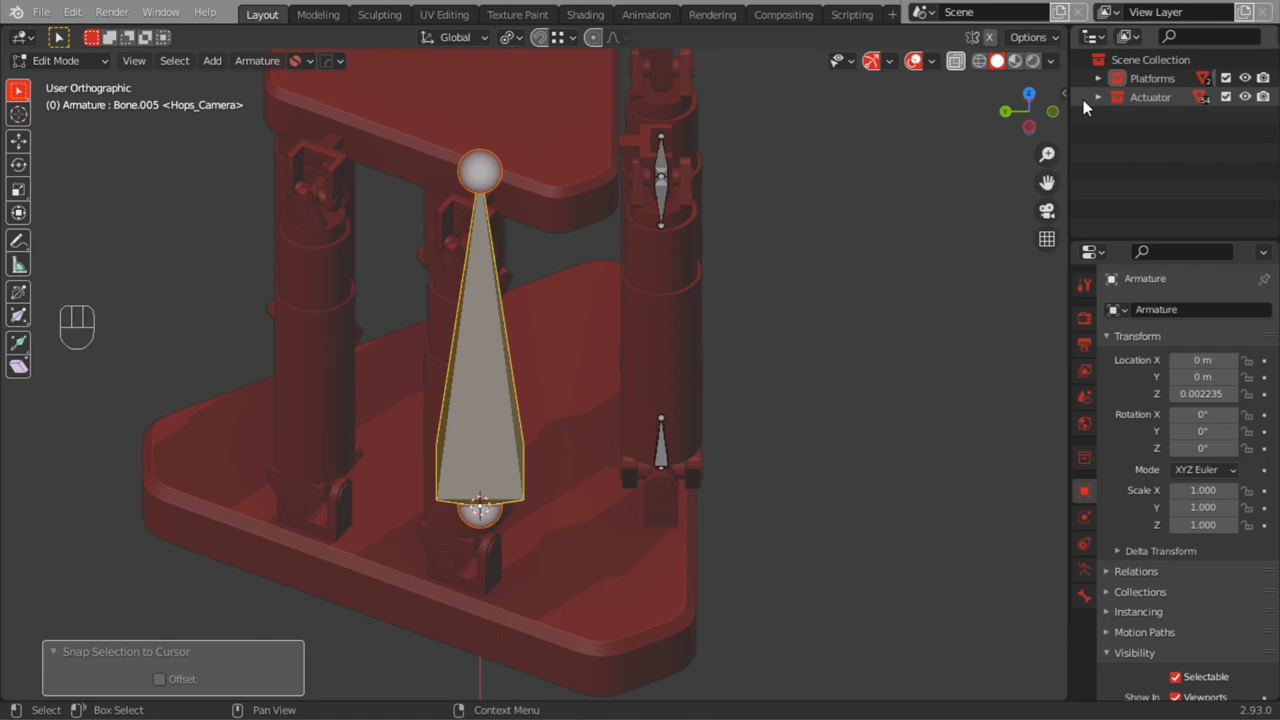 File Edit Render Window Help Layout Modeling Sculpting UV Editing Texture Paint Shading Animation Rendering Compositing Scripting + Scene View Layer
Global Options
Edit Mode View Select Add Armature
User Orthographic
(0) Armature : Bone.005 <Hops_Camera>
Z
Y
Scene Collection
Platforms 2
Actuator 54
Armature
Armature
Transform
Location X 0 m
Y 0 m
Z 0.002235
Rotation X 0°
Y 0°
Z 0°
Mode XYZ Euler
Scale X 1.000
Y 1.000
Z 1.000
Delta Transform
Relations
Collections
Instancing
Motion Paths
Visibility
Selectable
Show In Viewports
Snap Selection to Cursor
Offset
Select Box Select Pan View Context Menu 2.93.0